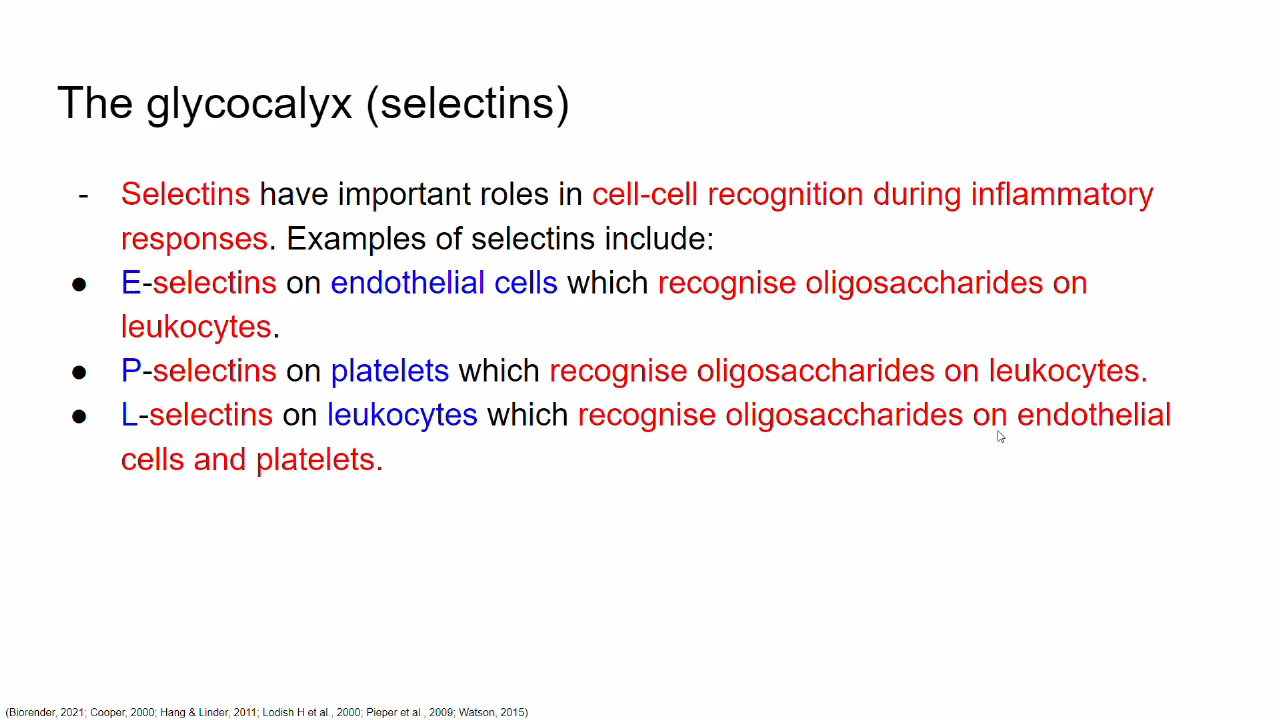 The glycocalyx (selectins)
- Selectins have important roles in cell-cell recognition during inflammatory
responses. Examples of selectins include:
● E-selectins on endothelial cells which recognise oligosaccharides on
leukocytes.
● P-selectins on platelets which recognise oligosaccharides on leukocytes.
● L-selectins on leukocytes which recognise oligosaccharides on endothelial
cells and platelets.
(Biorender, 2021; Cooper, 2000; Hang & Linder, 2011; Lodish H et al., 2000; Pieper et al., 2009; Watson, 2015)